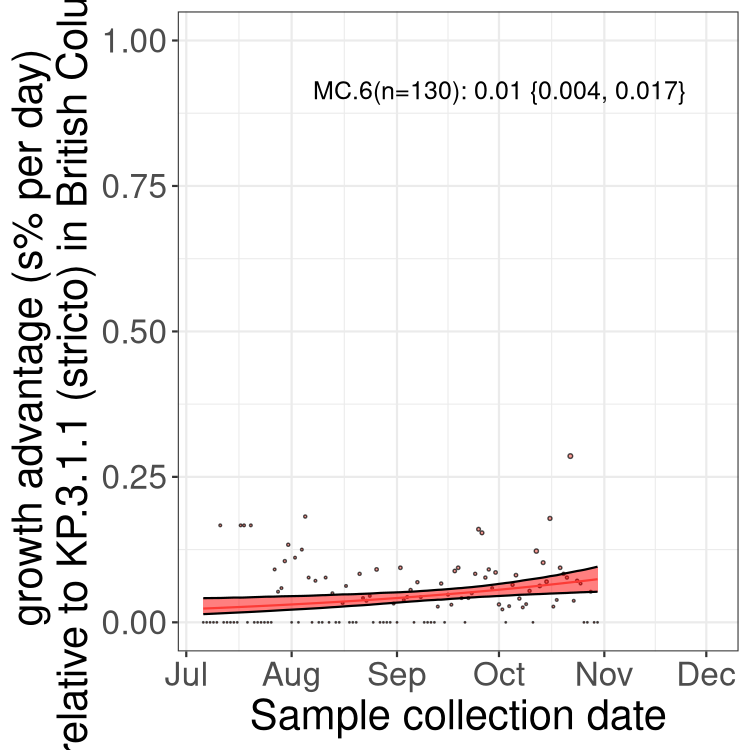 growth advantage (s% per day)
relative to KP.3.1.1 (stricto) in British Colu
1.00
0.75
0.50
0.25
0.00
MC.6(n=130): 0.01 {0.004, 0.017}
Jul Aug Sep Oct Nov Dec
Sample collection date